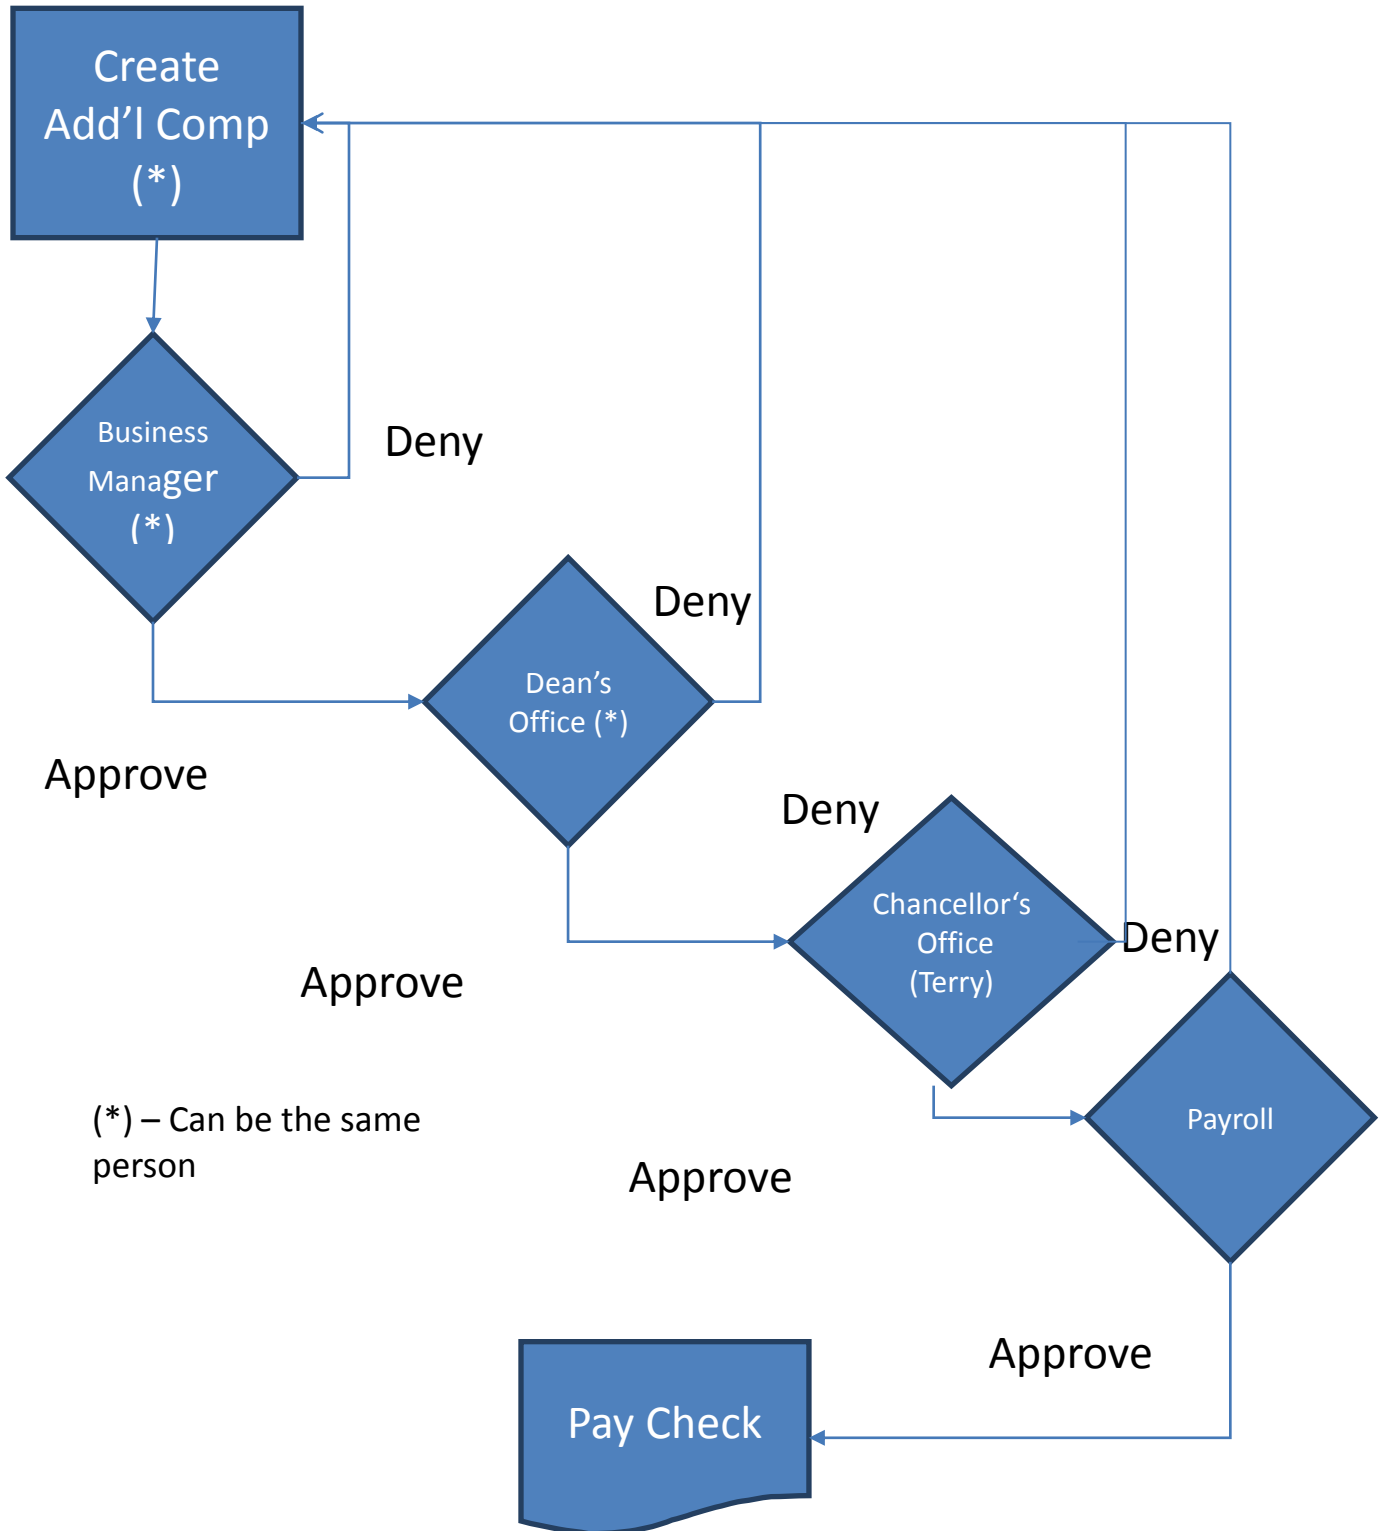 Create
Add’l Comp
(*)
Business
Manager
(*)
Deny
Deny
Dean’s
Office (*)
Approve
Deny
Chancellor‘s
Office
(Terry)
Deny
Approve
(*) – Can be the same
person
Payroll
Approve
Approve
Pay Check